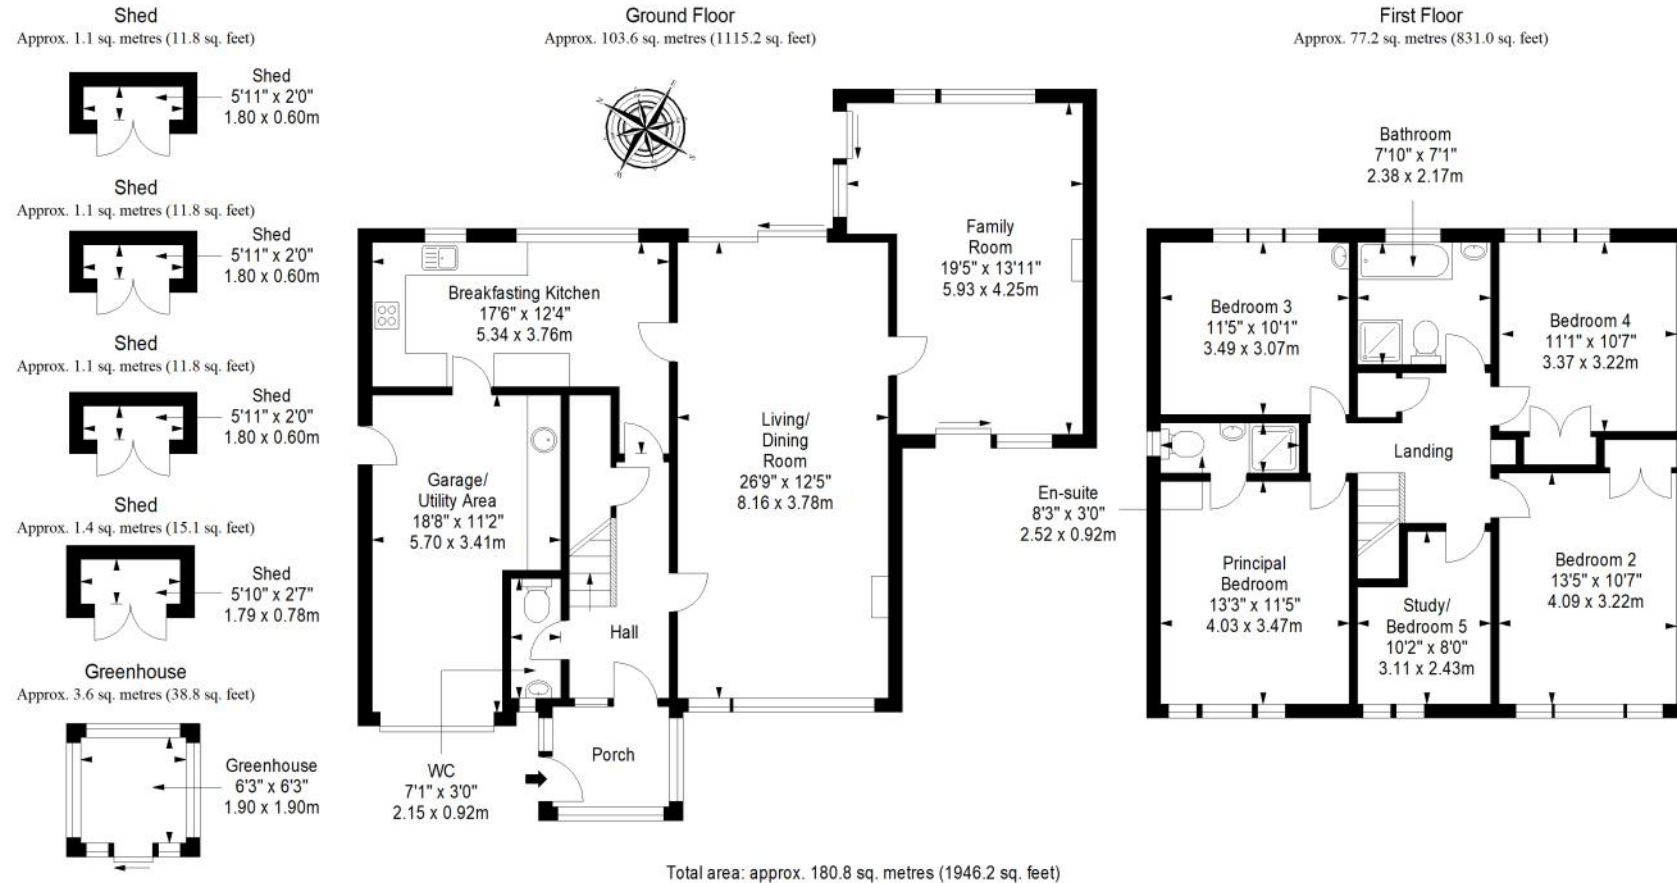 Shed
Approx. 1.1 sq. metres (11.8 sq. feet)
Shed
5'11" x 2'0"
1.80 x 0.60m
Shed
Approx. 1.1 sq. metres (11.8 sq. feet)
Shed
5'11" x 2'0"
1.80 x 0.60m
Shed
Approx. 1.1 sq. metres (11.8 sq. feet)
Shed
5'11" x 2'0"
1.80 x 0.60m
Shed
Approx. 1.4 sq. metres (15.1 sq. feet)
Shed
5'10" x 2'7"
1.79 x 0.78m
Greenhouse
Approx. 3.6 sq. metres (38.8 sq. feet)
Greenhouse
6'3" x 6'3"
1.90 x 1.90m
Ground Floor
Approx. 103.6 sq. metres (1115.2 sq. feet)
Family
Room
19'5" x 13'11"
5.93 x 4.25m
Breakfasting Kitchen
17'6" x 12'4"
5.34 x 3.76m
Living/
Dining
Room
26'9" x 12'5"
8.16 x 3.78m
Garage/
Utility Area
18'8" x 11'2"
5.70 x 3.41m
Hall
Porch
WC
7'1" x 3'0"
2.15 x 0.92m
First Floor
Approx. 77.2 sq. metres (831.0 sq. feet)
Bathroom
7'10" x 7'1"
2.38 x 2.17m
Bedroom 3
11'5" x 10'1"
3.49 x 3.07m
Bedroom 4
11'1" x 10'7"
3.37 x 3.22m
Landing
En-suite
8'3" x 3'0"
2.52 x 0.92m
Principal
Bedroom
13'3" x 11'5"
4.03 x 3.47m
Study/
Bedroom 5
10'2" x 8'0"
3.11 x 2.43m
Bedroom 2
13'5" x 10'7"
4.09 x 3.22m
Total area: approx. 180.8 sq. metres (1946.2 sq. feet)